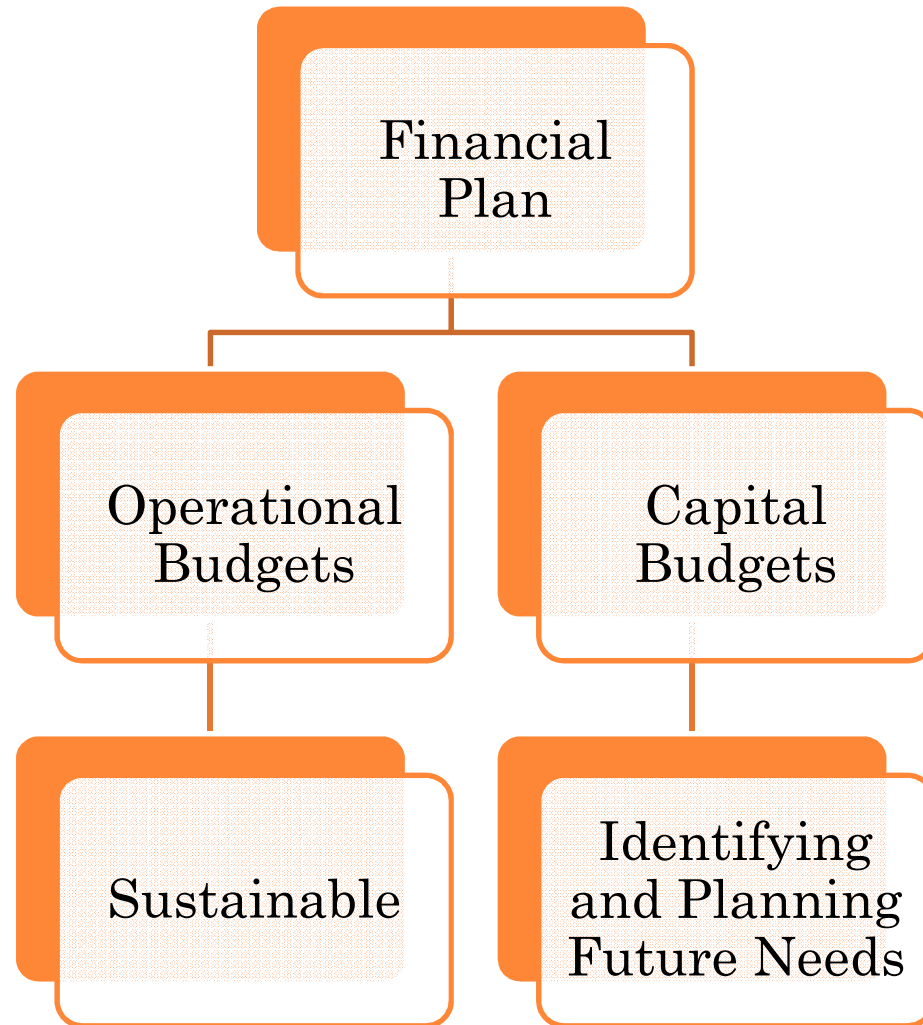 Financial
Plan
Operational
Budgets
Capital
Budgets
Sustainable
Identifying
and Planning
Future Needs